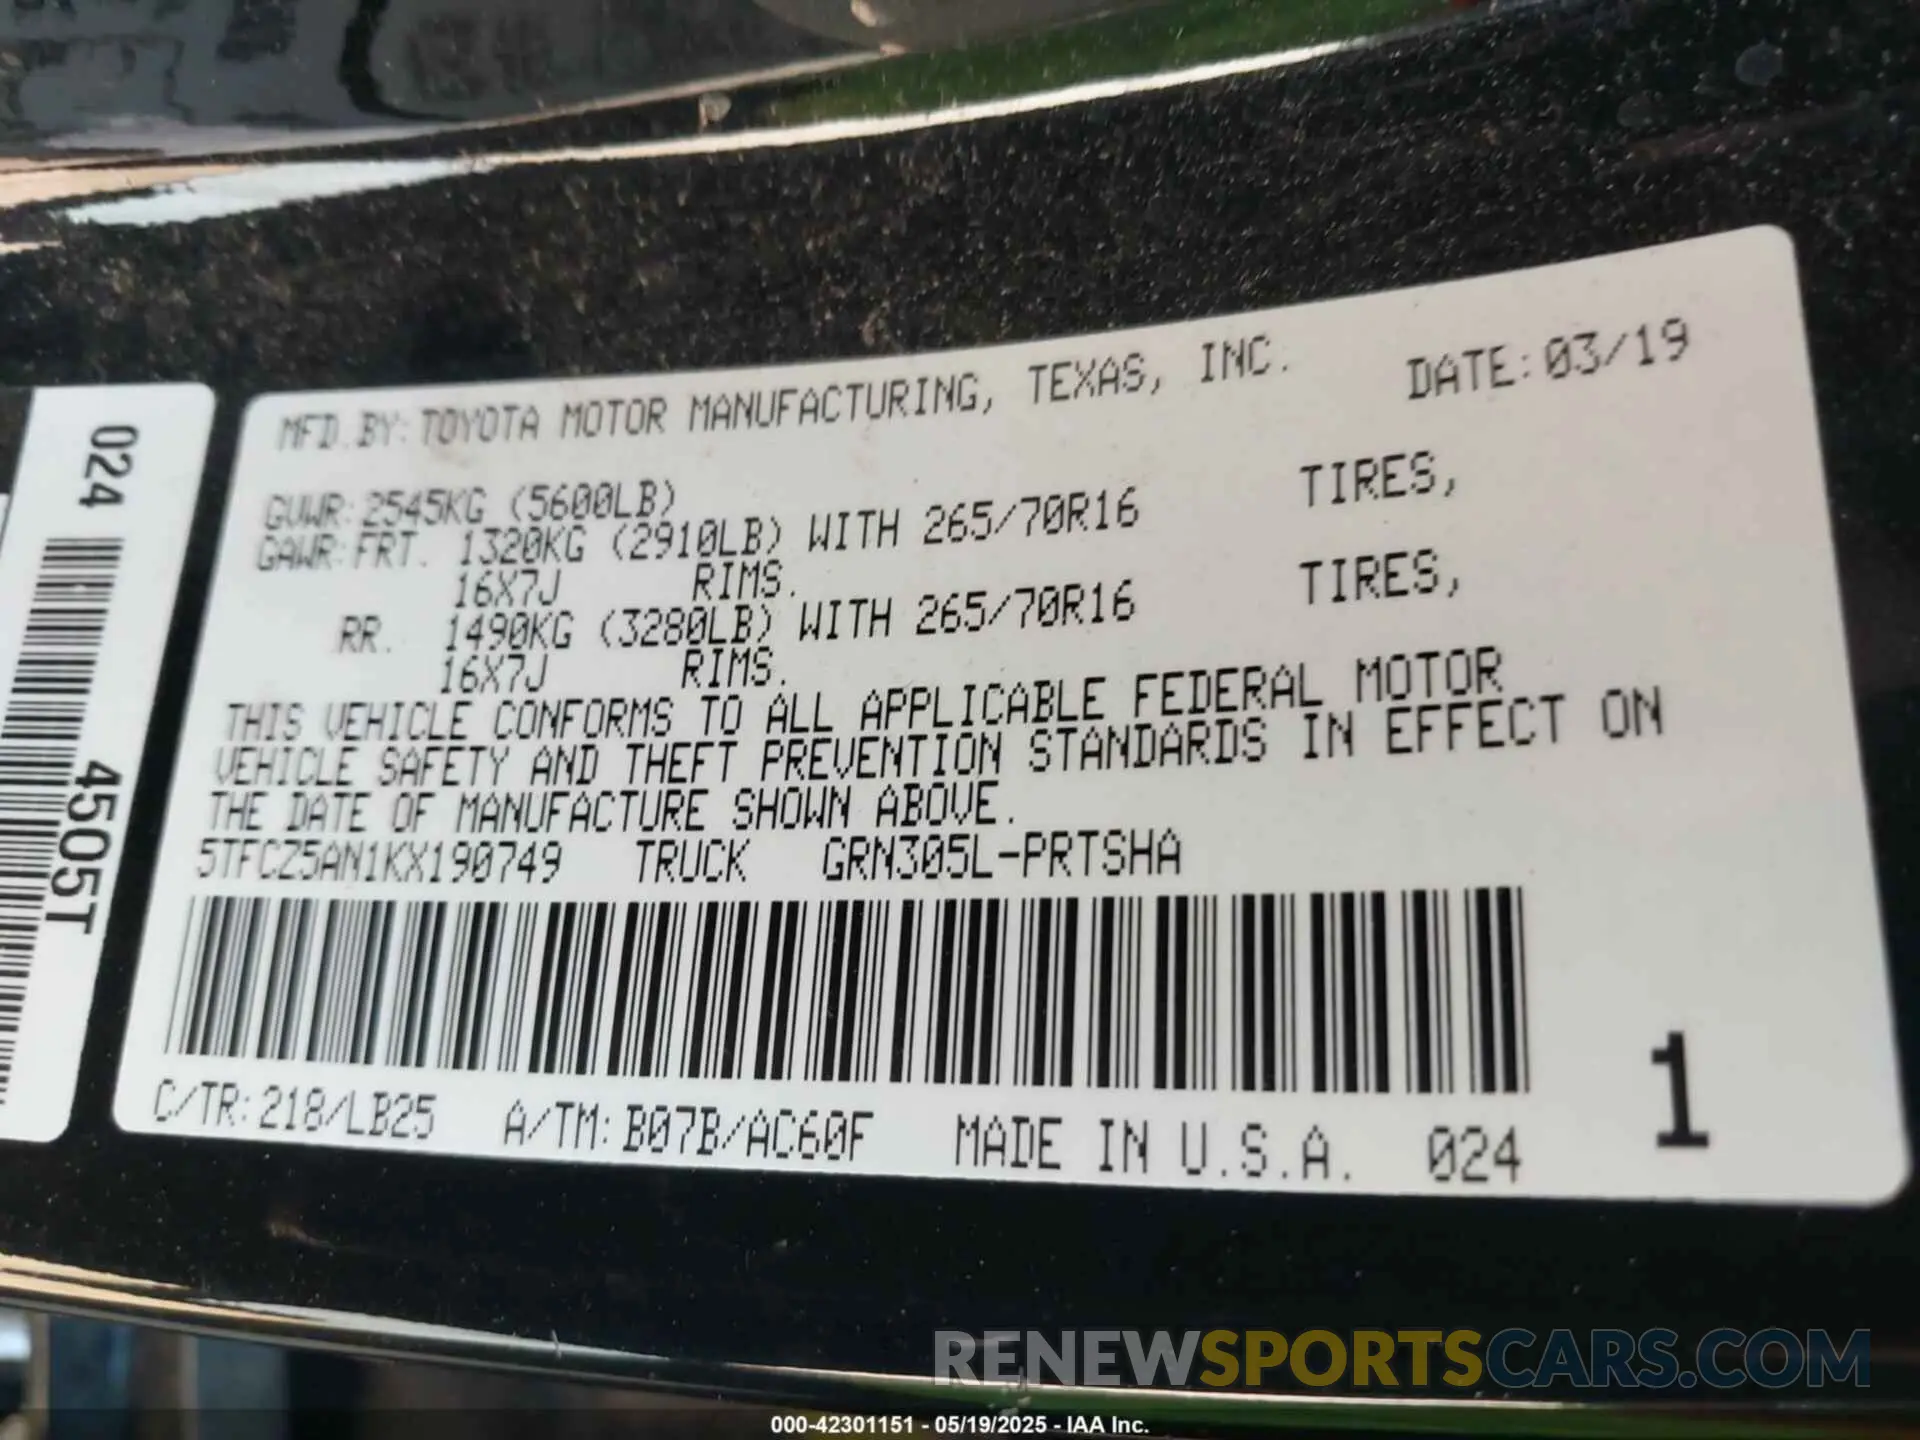 024
4505T
MFD.BY:TOYOTA MOTOR MANUFACTURING, TEXAS, INC. DATE:03/19
GVWR:2545KG (5600LB)
GAWR:FRT. 1320KG (2910LB) WITH 265/70R16 TIRES,
16X7J RIMS.
RR. 1490KG (3280LB) WITH 265/70R16 TIRES,
16X7J RIMS.
THIS VEHICLE CONFORMS TO ALL APPLICABLE FEDERAL MOTOR
VEHICLE SAFETY AND THEFT PREVENTION STANDARDS IN EFFECT ON
THE DATE OF MANUFACTURE SHOWN ABOVE.
5TFCZ5AN1KX190749 TRUCK GRN305L-PRTSHA
1
C/TR:218/LB25 A/TM:B07B/AC60F MADE IN U.S.A. 024
RENEWSPORTSCARS.COM
000-42301151 - 05/19/2025 - IAA Inc.